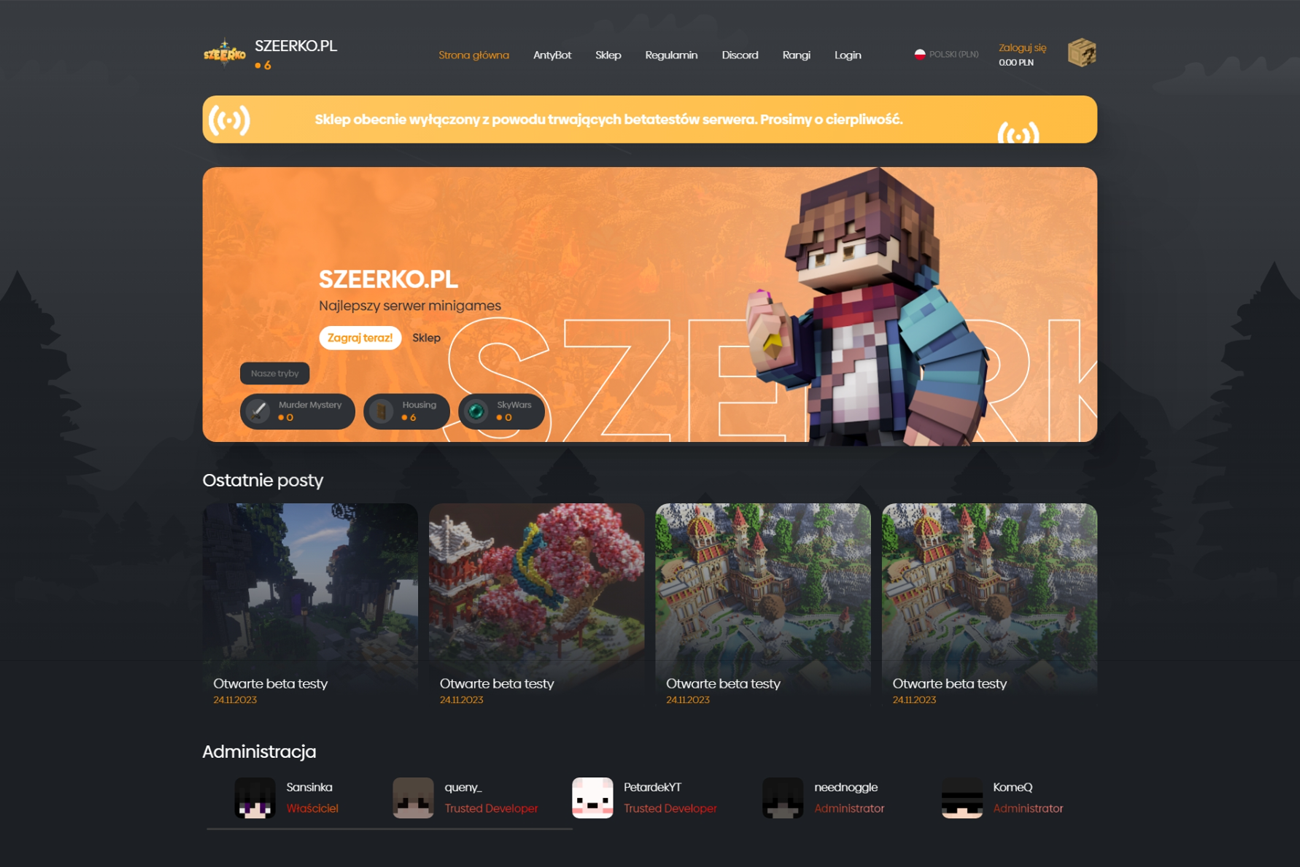 SZEERKO
SZEERKO.PL
6
Strona główna
AntyBot
Sklep
Regulamin
Discord
Rangi
Login
POLSKI (PLN)
Zaloguj się
0.00 PLN
Sklep obecnie wyłączony z powodu trwających betatestów serwera. Prosimy o cierpliwość.
SZEERKO.PL
Najlepszy serwer minigames
Zagraj teraz!
Sklep
SZEERK
Nasze tryby
Murder Mystery
0
Housing
6
SkyWars
0
Ostatnie posty
Otwarte beta testy
24.11.2023
Otwarte beta testy
24.11.2023
Otwarte beta testy
24.11.2023
Otwarte beta testy
24.11.2023
Administracja
Sansinka
Właściciel
queny_
Trusted Developer
PetardekYT
Trusted Developer
neednoggle
Administrator
KomeQ
Administrator